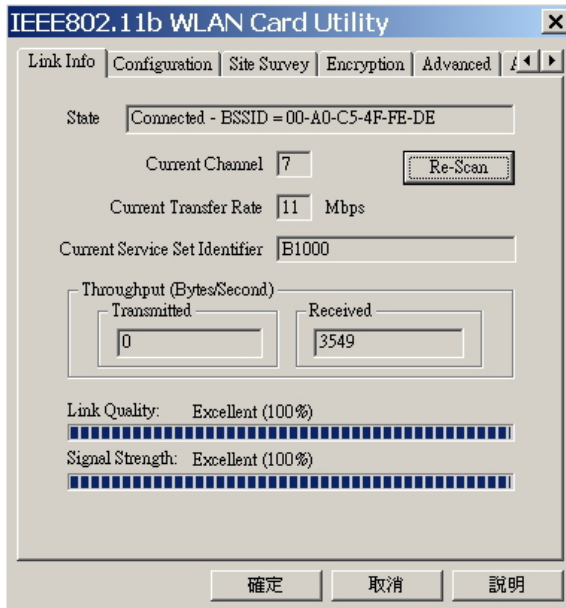 IEEE802.11b WLAN Card Utility
Link Info Configuration Site Survey Encryption Advanced
State Connected - BSSID = 00-A0-C5-4F-FE-DE
Current Channel 7 Re-Scan
Current Transfer Rate 11 Mbps
Current Service Set Identifier B1000
Throughput (Bytes/Second)
Transmitted Received
0 3549
Link Quality: Excellent (100%)
Signal Strength: Excellent (100%)
確定 取消 說明